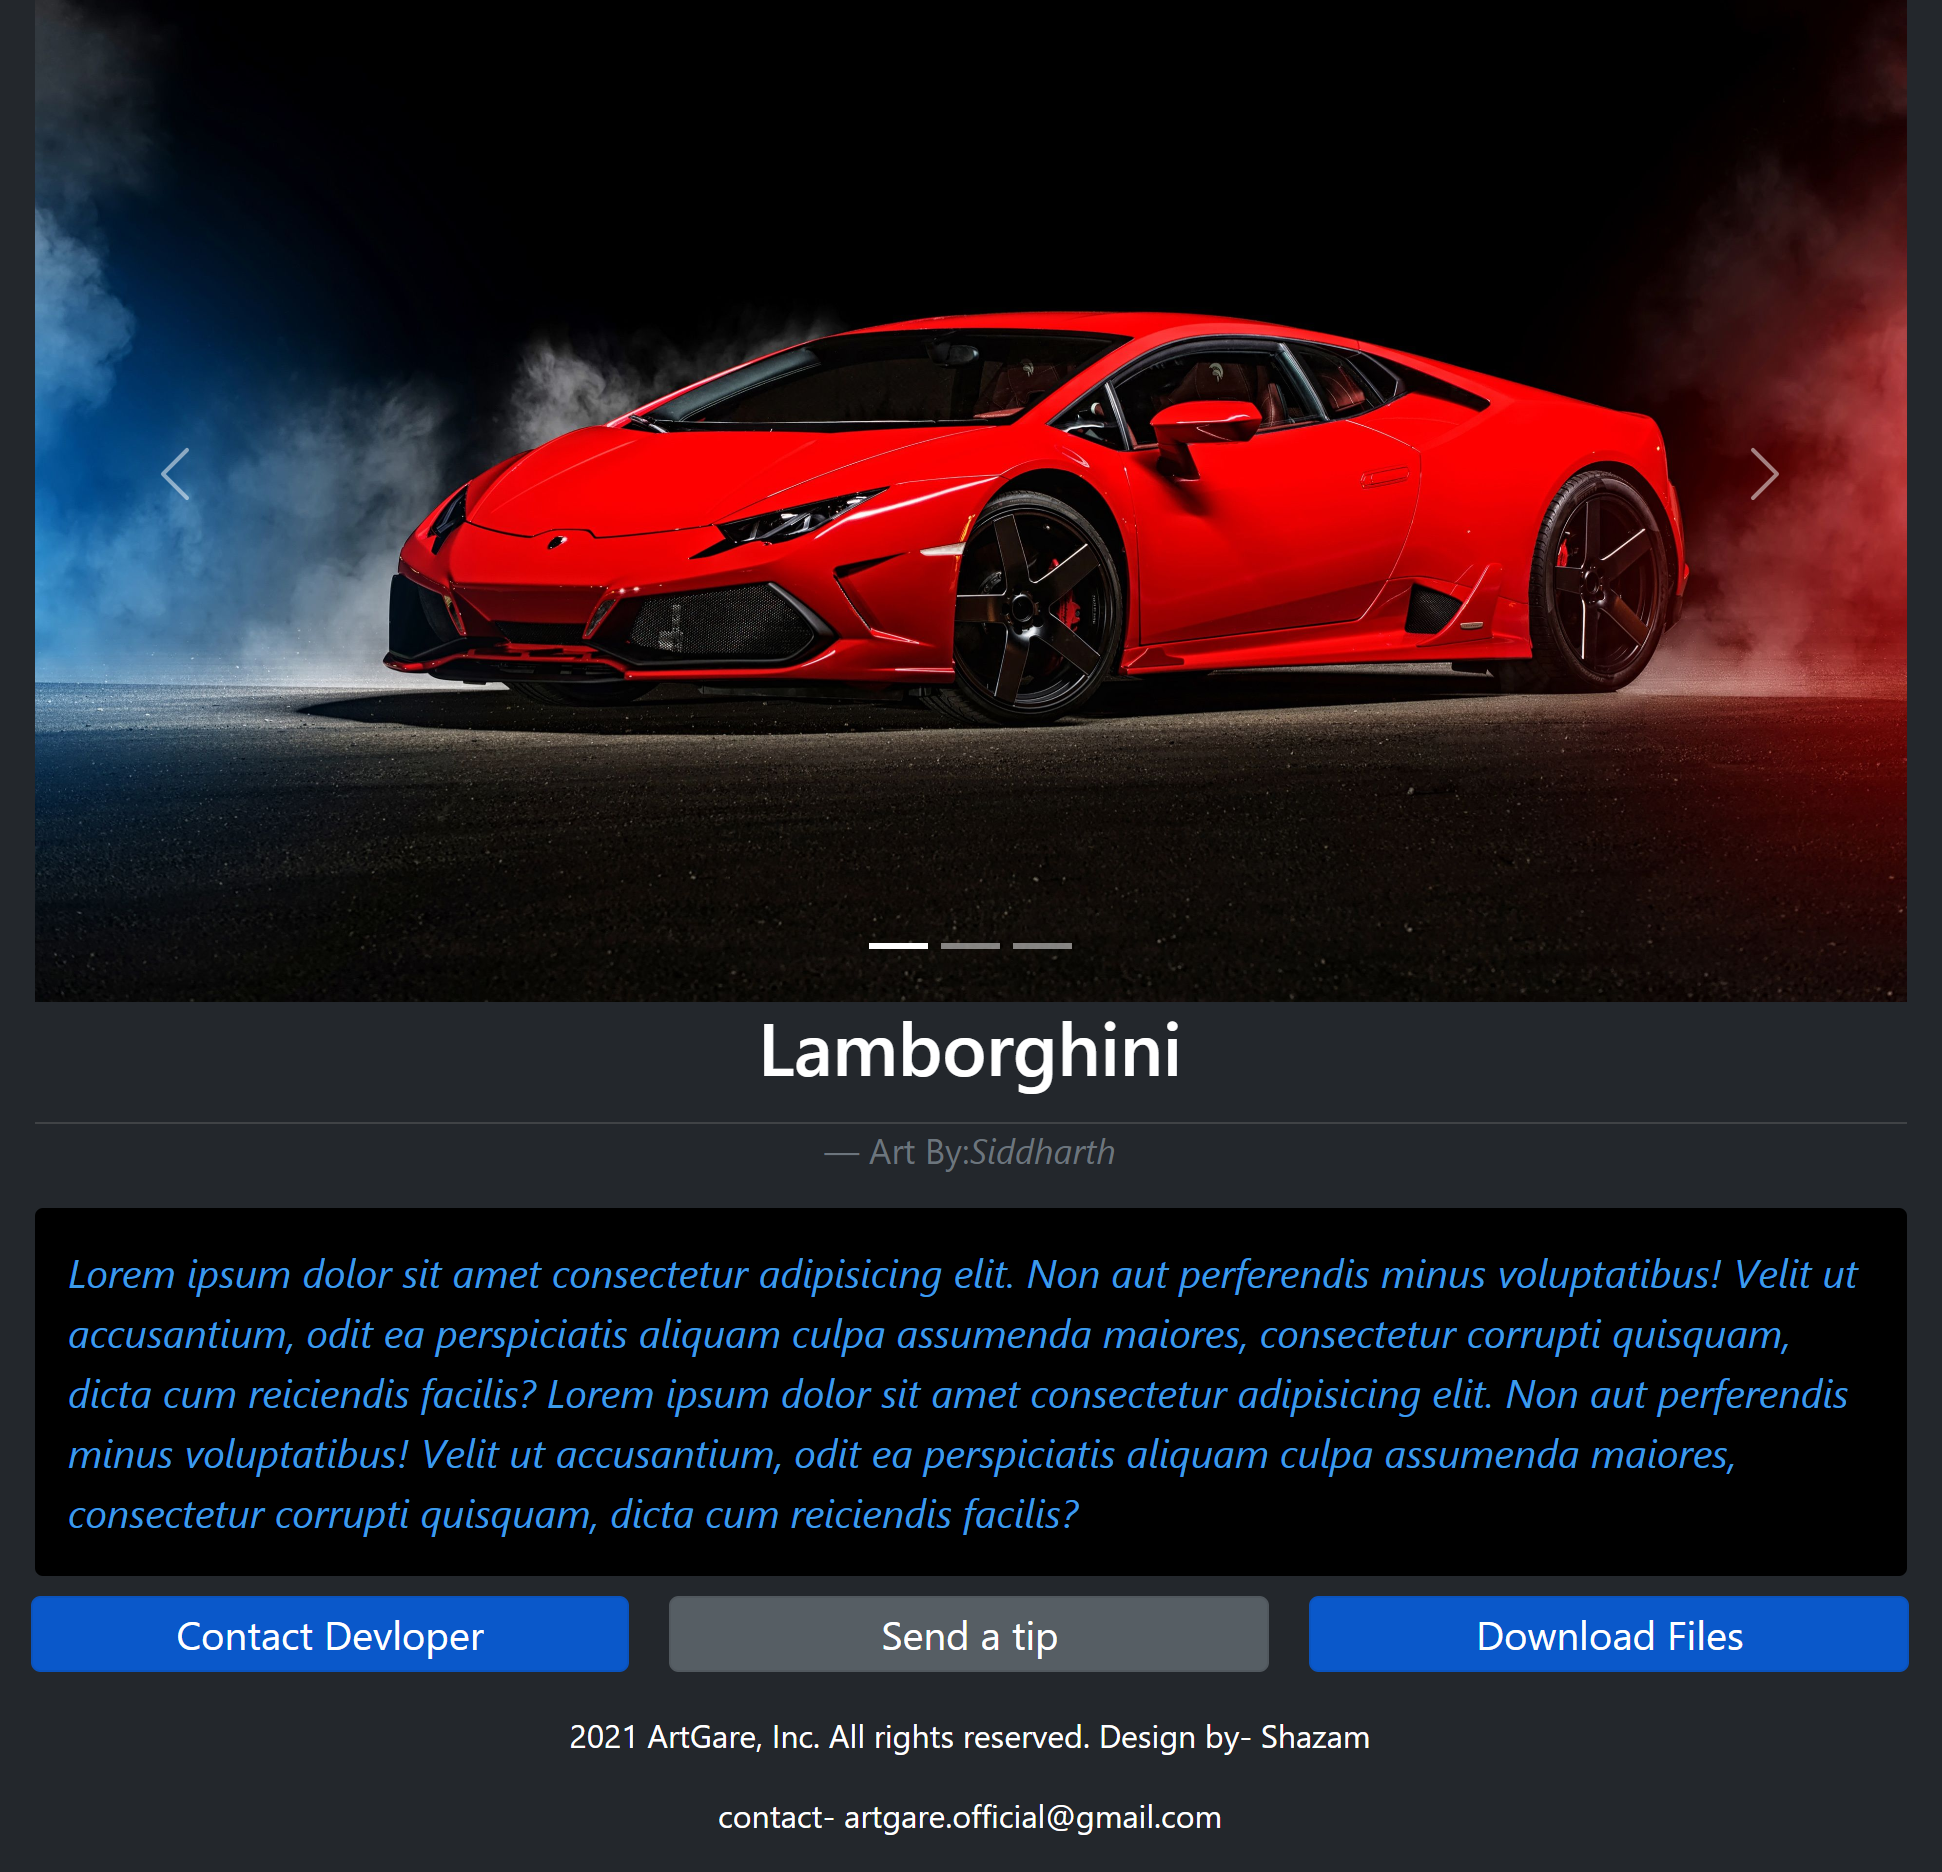 Lamborghini
— Art By:Siddharth
Lorem ipsum dolor sit amet consectetur adipisicing elit. Non aut perferendis minus voluptatibus! Velit ut
accusantium, odit ea perspiciatis aliquam culpa assumenda maiores, consectetur corrupti quisquam,
dicta cum reiciendis facilis? Lorem ipsum dolor sit amet consectetur adipisicing elit. Non aut perferendis
minus voluptatibus! Velit ut accusantium, odit ea perspiciatis aliquam culpa assumenda maiores,
consectetur corrupti quisquam, dicta cum reiciendis facilis?
Contact Devloper
Send a tip
Download Files
2021 ArtGare, Inc. All rights reserved. Design by- Shazam
contact- artgare.official@gmail.com